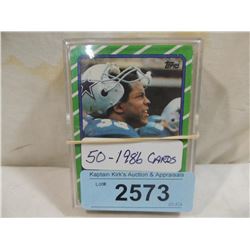 topps
50-1986 CARDS
Kaptain Kirk's Auction & Appraisals
Lot#
2573